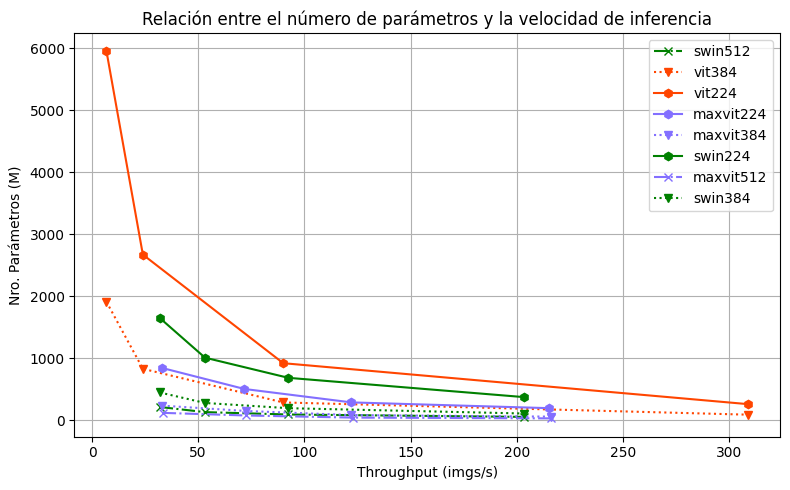 Relación entre el número de parámetros y la velocidad de inferencia
6000
5000
4000
3000
2000
1000
0
Nro. Parámetros (M)
swin512
vit384
vit224
maxvit224
maxvit384
swin224
maxvit512
swin384
0 50 100 150 200 250 300
Throughput (imgs/s)